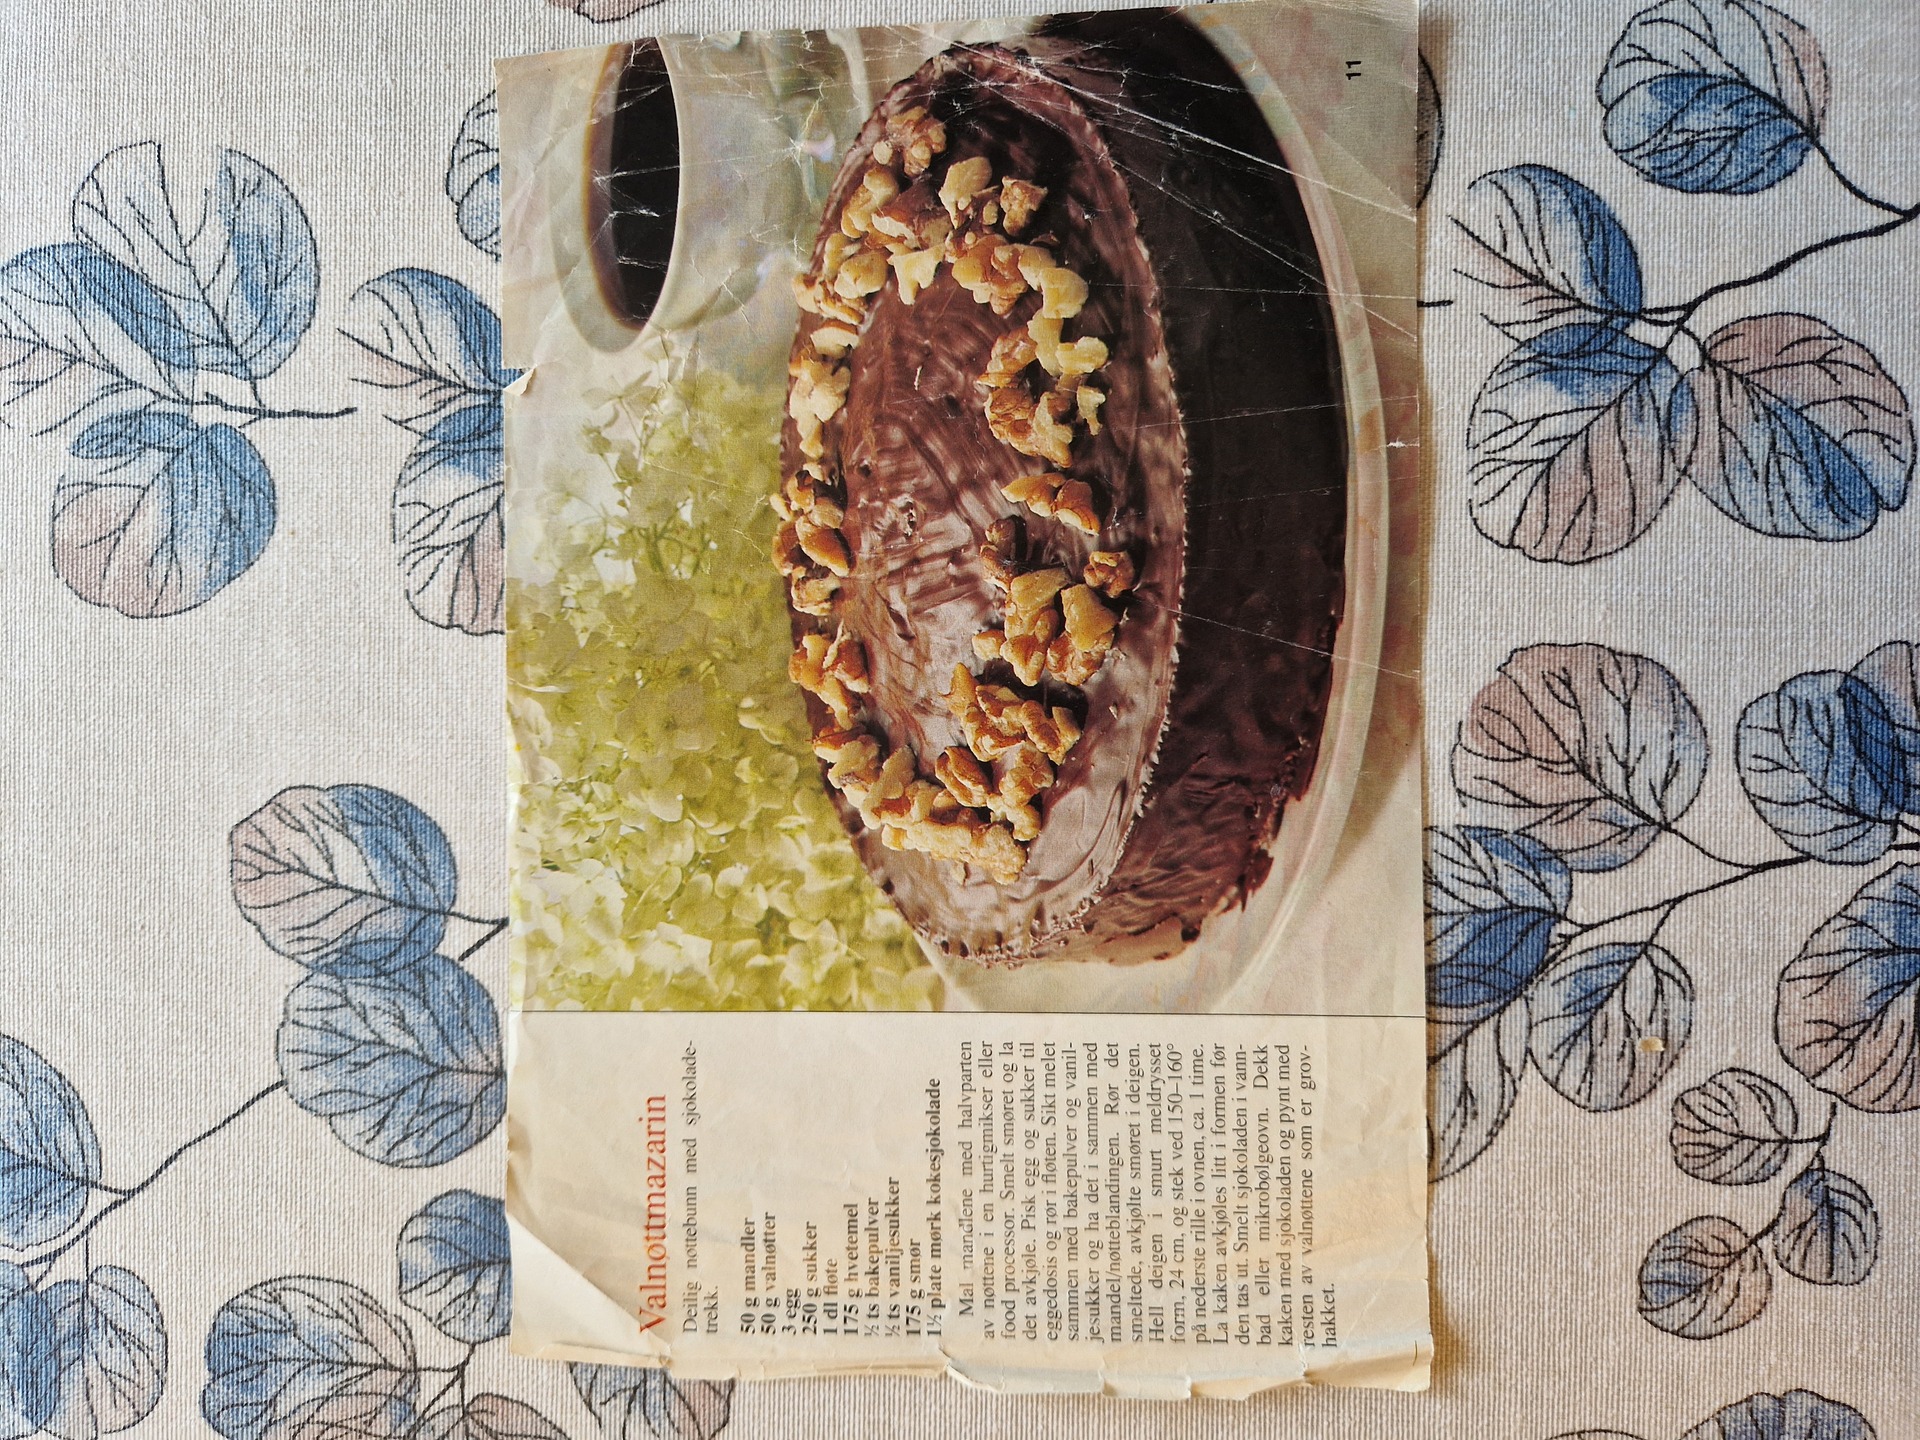 Valnøttmazarin
Deilig nøttebunn med sjokolade-
trekk.
50 g mandler
50 g valnøtter
3 egg
250 g sukker
1 dl fløte
175 g hvetemel
½ ts bakepulver
½ ts vaniljesukker
175 g smør
1½ plate mørk kokesjokolade
Mal mandlene med halvparten
av nøttene i en hurtigmikser eller
food processor. Smelt smøret og la
det avkjøle. Pisk egg og sukker til
eggedosis og rør i fløten. Sikt melet
sammen med bakepulver og vanil-
jesukker og ha det i sammen med
mandel/nøtteblandingen. Rør det
smeltede, avkjølte smøret i deigen.
Hell deigen i smurt meldrysset
form, 24 cm, og stek ved 150–160°
på nederste rille i ovnen, ca. 1 time.
La kaken avkjøles litt i formen før
den tas ut. Smelt sjokoladen i vann-
bad eller mikrobølgeovn. Dekk
kaken med sjokoladen og pynt med
resten av valnøttene som er grov-
hakket.
11